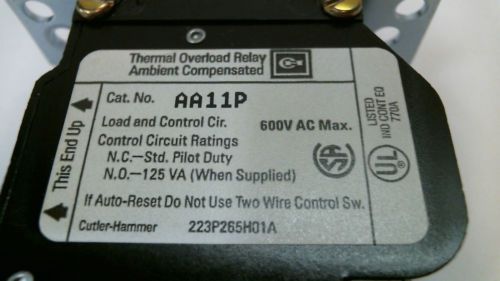 Thermal Overload Relay
Ambient Compensated
Cat. No. AA11P
Load and Control Cir. 600V AC Max.
Control Circuit Ratings
N.C.—Std. Pilot Duty
N.O.—125 VA (When Supplied)
If Auto-Reset Do Not Use Two Wire Control Sw.
Cutler-Hammer 223P265H01A
This End Up
LISTED
IND CONT EQ
770A
UL
SA